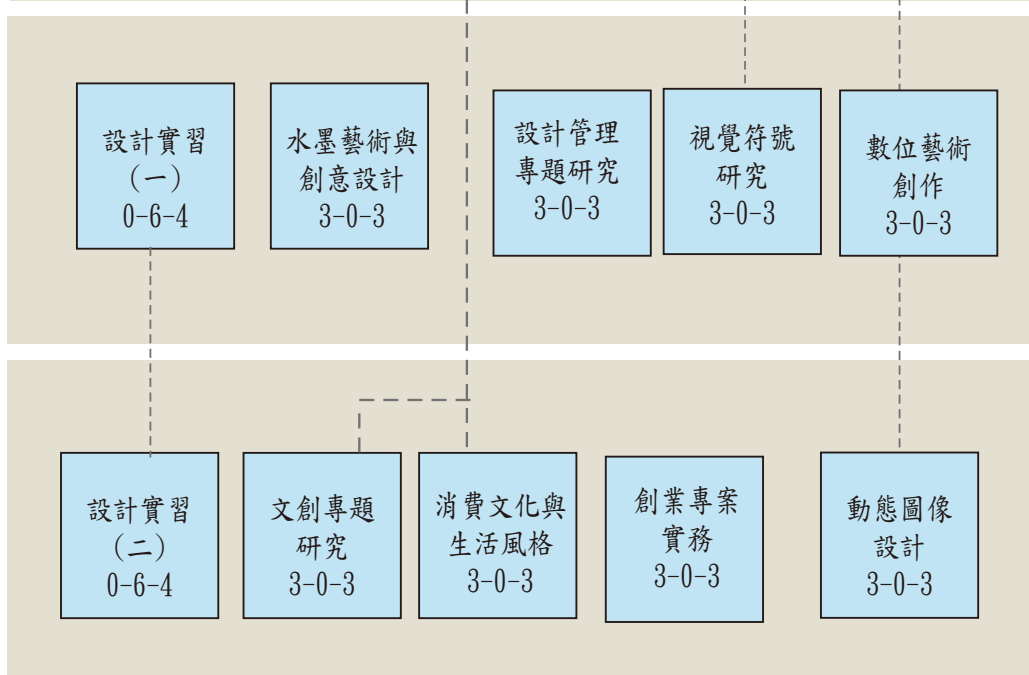 設計實習
(一)
0-6-4
水墨藝術與
創意設計
3-0-3
設計管理
專題研究
3-0-3
視覺符號
研究
3-0-3
數位藝術
創作
3-0-3
設計實習
(二)
0-6-4
文創專題
研究
3-0-3
消費文化與
生活風格
3-0-3
創業專案
實務
3-0-3
動態圖像
設計
3-0-3